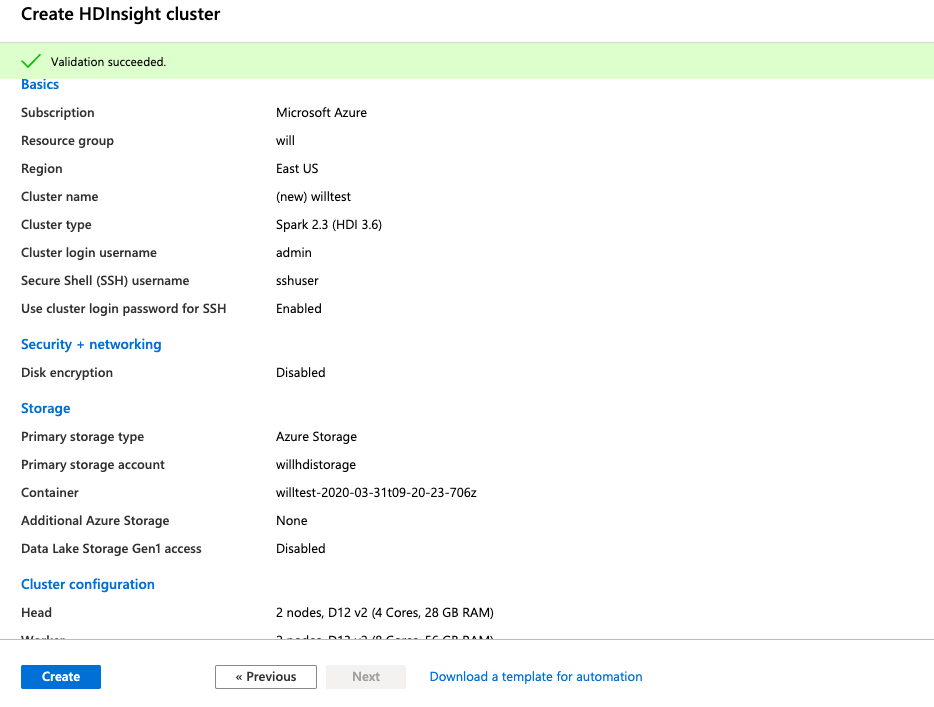 Create HDInsight cluster
Validation succeeded.
Basics
Subscription Microsoft Azure
Resource group will
Region East US
Cluster name (new) willtest
Cluster type Spark 2.3 (HDI 3.6)
Cluster login username admin
Secure Shell (SSH) username sshuser
Use cluster login password for SSH Enabled
Security + networking
Disk encryption Disabled
Storage
Primary storage type Azure Storage
Primary storage account willhdistorage
Container willtest-2020-03-31t09-20-23-706z
Additional Azure Storage None
Data Lake Storage Gen1 access Disabled
Cluster configuration
Head 2 nodes, D12 v2 (4 Cores, 28 GB RAM)
Create « Previous Next Download a template for automation